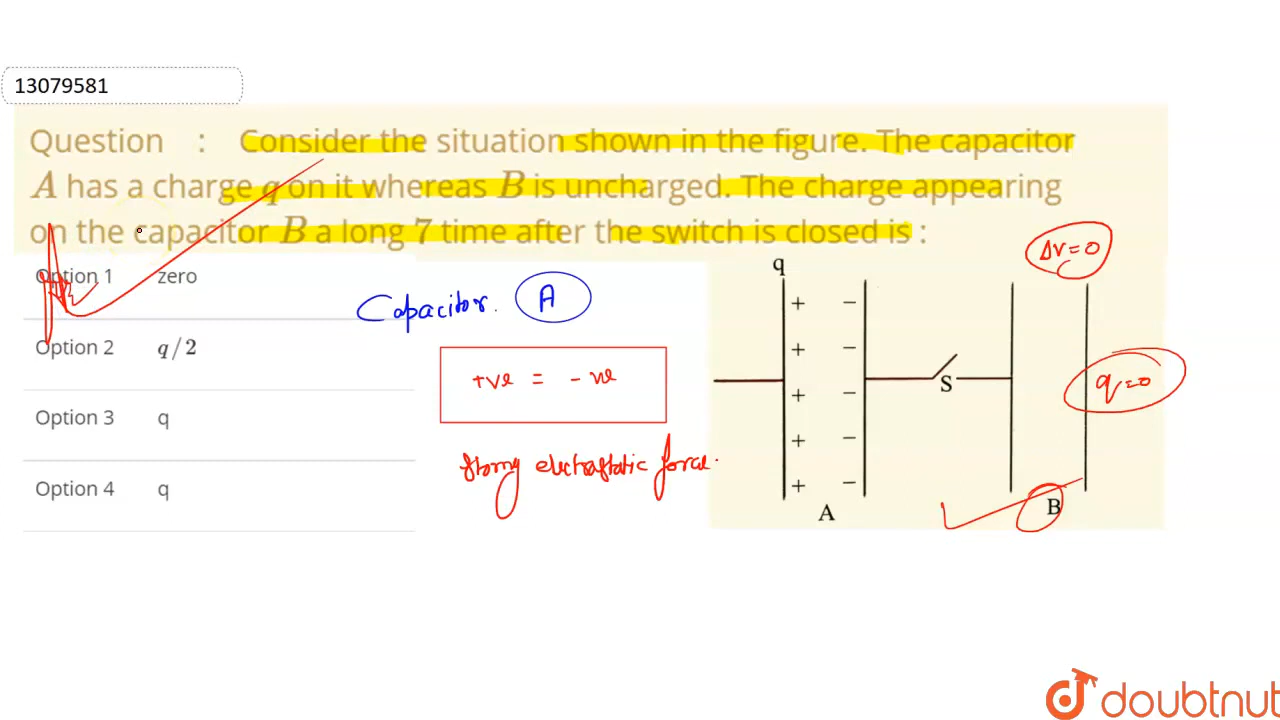 13079581
Question : Consider the situation shown in the figure. The capacitor
A has a charge q on it whereas B is uncharged. The charge appearing
on the capacitor B a long 7 time after the switch is closed is :
Option 1 zero
Option 2 q/2
Option 3 q
Option 4 q
Capacitor. A
+ve = -ve
strong electrostatic force.
q
+ −
+ −
+ −
+ −
+ −
A
S
B
ΔV=0
q=0
doubtnut